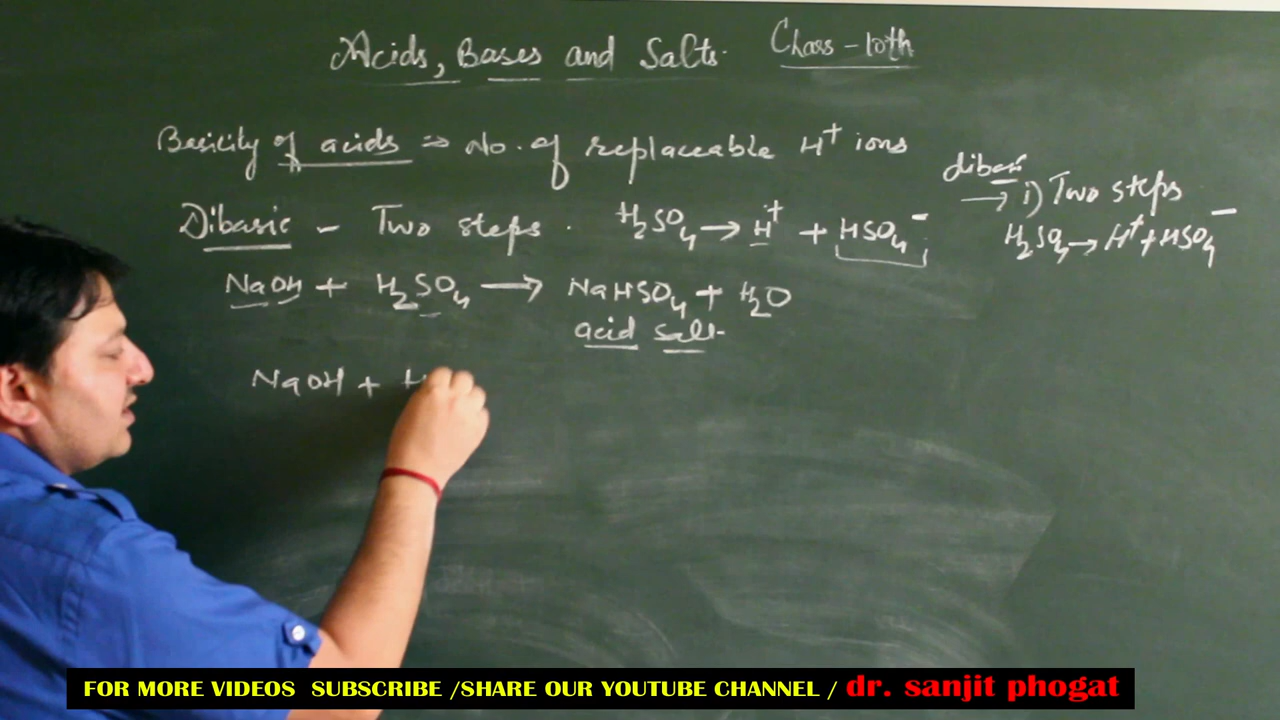 Acids, Bases and Salts. Class-10th
Basicity of acids ⇒ No. of replaceable H⁺ ions
Dibasic - Two steps. H₂SO₄ → H⁺ + HSO₄⁻
dibasic
→ i) Two steps
H₂SO₄ → H⁺ + HSO₄⁻
NaOH + H₂SO₄ → NaHSO₄ + H₂O
acid salt
NaOH + H
FOR MORE VIDEOS SUBSCRIBE /SHARE OUR YOUTUBE CHANNEL / dr. sanjit phogat